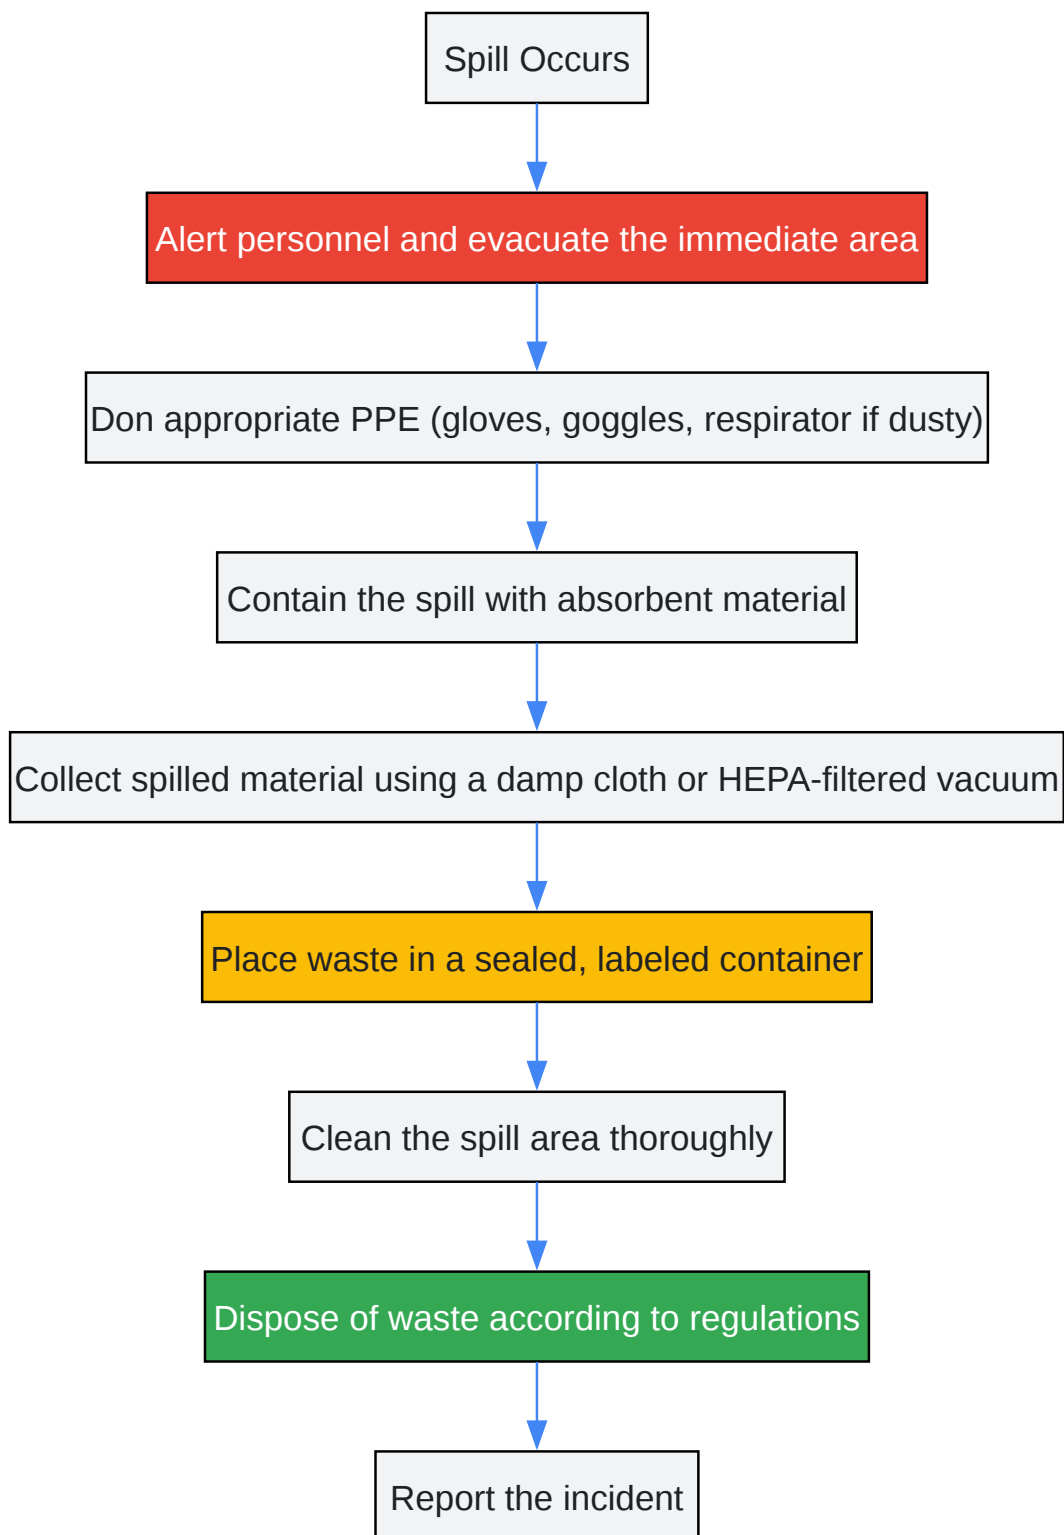 Spill Occurs
Alert personnel and evacuate the immediate area
Don appropriate PPE (gloves, goggles, respirator if dusty)
Contain the spill with absorbent material
Collect spilled material using a damp cloth or HEPA-filtered vacuum
Place waste in a sealed, labeled container
Clean the spill area thoroughly
Dispose of waste according to regulations
Report the incident